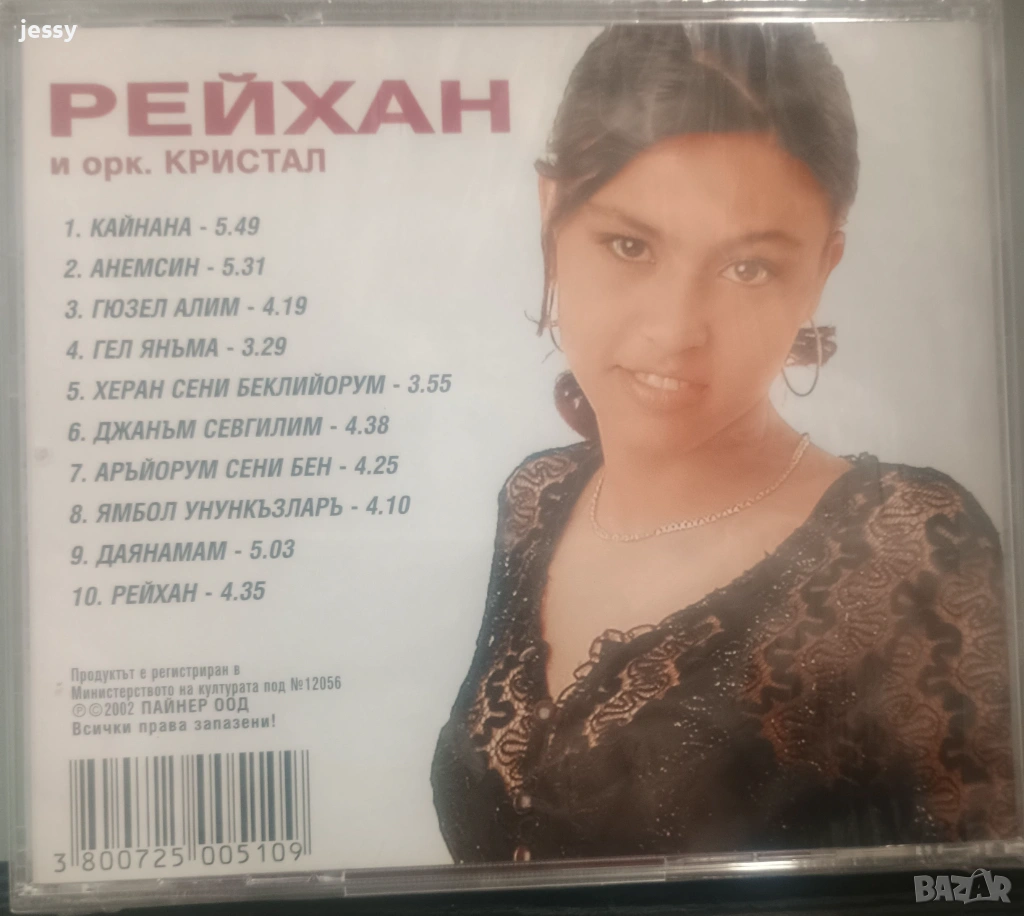 jessy
РЕЙХАН
и орк. КРИСТАЛ
1. КАЙНАНА - 5.49
2. АНЕМСИН - 5.31
3. ГЮЗЕЛ АЛИМ - 4.19
4. ГЕЛ ЯНЪМА - 3.29
5. ХЕРАН СЕНИ БЕКЛИЙОРУМ - 3.55
6. ДЖАНЪМ СЕВГИЛИМ - 4.38
7. АРЪЙОРУМ СЕНИ БЕН - 4.25
8. ЯМБОЛ УНУНКЪЗЛАРЪ - 4.10
9. ДАЯНАМАМ - 5.03
10. РЕЙХАН - 4.35
Продуктът е регистриран в
Министерството на културата под №12056
℗©2002 ПАЙНЕР ООД
Всички права запазени!
3 800725 005109
BAZAR